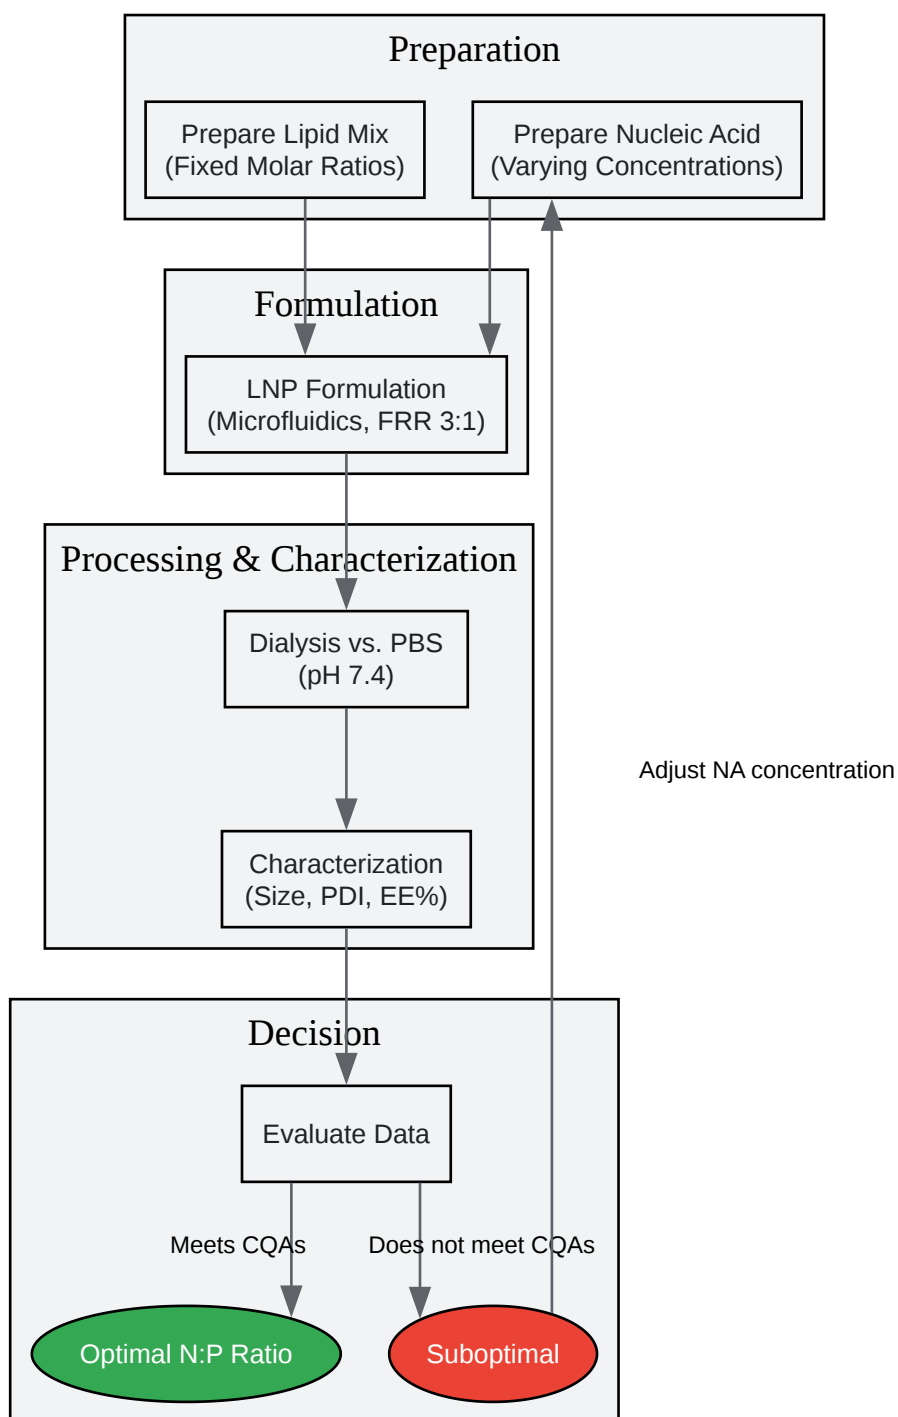 Preparation
Prepare Lipid Mix
(Fixed Molar Ratios)
Prepare Nucleic Acid
(Varying Concentrations)
Formulation
LNP Formulation
(Microfluidics, FRR 3:1)
Processing & Characterization
Dialysis vs. PBS
(pH 7.4)
Adjust NA concentration
Characterization
(Size, PDI, EE%)
Decision
Evaluate Data
Meets CQAs
Does not meet CQAs
Optimal N:P Ratio
Suboptimal